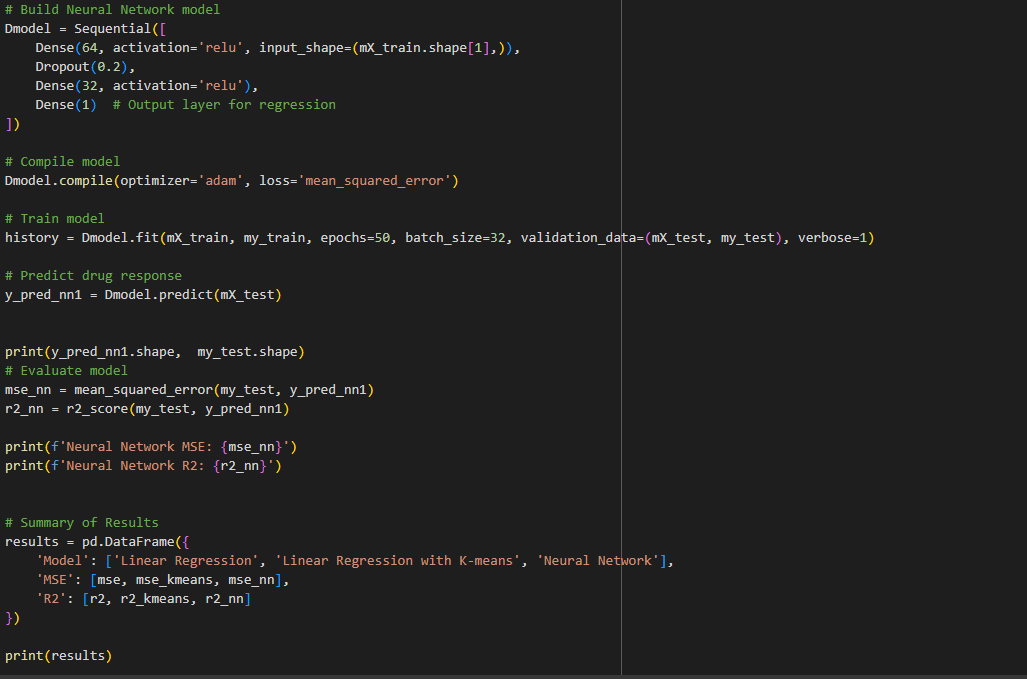 # Build Neural Network model
Dmodel = Sequential([
    Dense(64, activation='relu', input_shape=(mX_train.shape[1],)),
    Dropout(0.2),
    Dense(32, activation='relu'),
    Dense(1)  # Output layer for regression
])

# Compile model
Dmodel.compile(optimizer='adam', loss='mean_squared_error')

# Train model
history = Dmodel.fit(mX_train, my_train, epochs=50, batch_size=32, validation_data=(mX_test, my_test), verbose=1)

# Predict drug response
y_pred_nn1 = Dmodel.predict(mX_test)


print(y_pred_nn1.shape,  my_test.shape)
# Evaluate model
mse_nn = mean_squared_error(my_test, y_pred_nn1)
r2_nn = r2_score(my_test, y_pred_nn1)

print(f'Neural Network MSE: {mse_nn}')
print(f'Neural Network R2: {r2_nn}')


# Summary of Results
results = pd.DataFrame({
    'Model': ['Linear Regression', 'Linear Regression with K-means', 'Neural Network'],
    'MSE': [mse, mse_kmeans, mse_nn],
    'R2': [r2, r2_kmeans, r2_nn]
})

print(results)